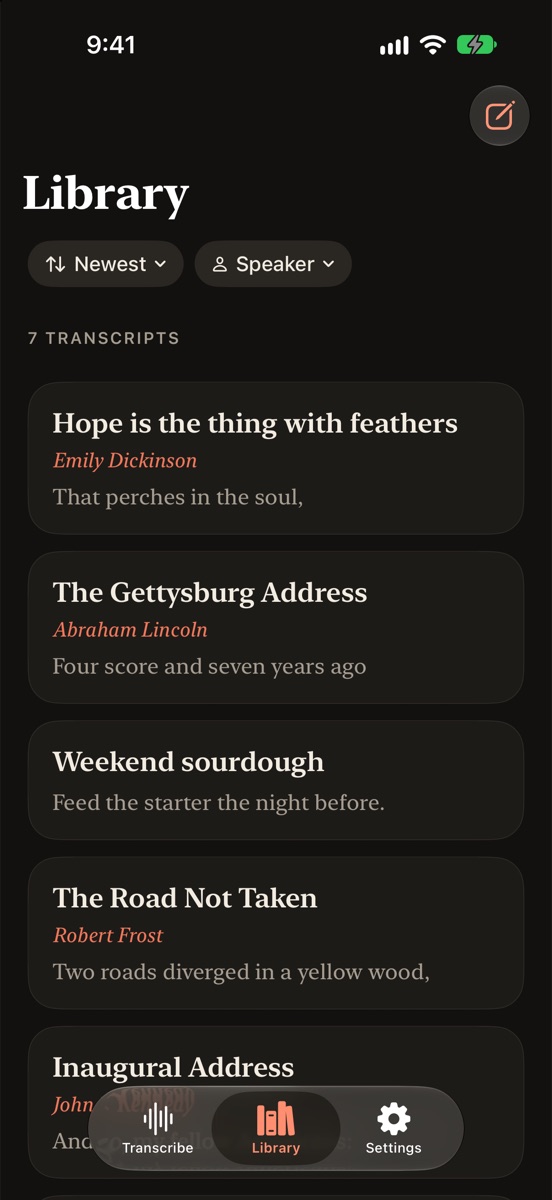 9:41
Library
Newest
Speaker
7 TRANSCRIPTS
Hope is the thing with feathers
Emily Dickinson
That perches in the soul,
The Gettysburg Address
Abraham Lincoln
Four score and seven years ago
Weekend sourdough
Feed the starter the night before.
The Road Not Taken
Robert Frost
Two roads diverged in a yellow wood,
Inaugural Address
John
And
Transcribe
Library
Settings